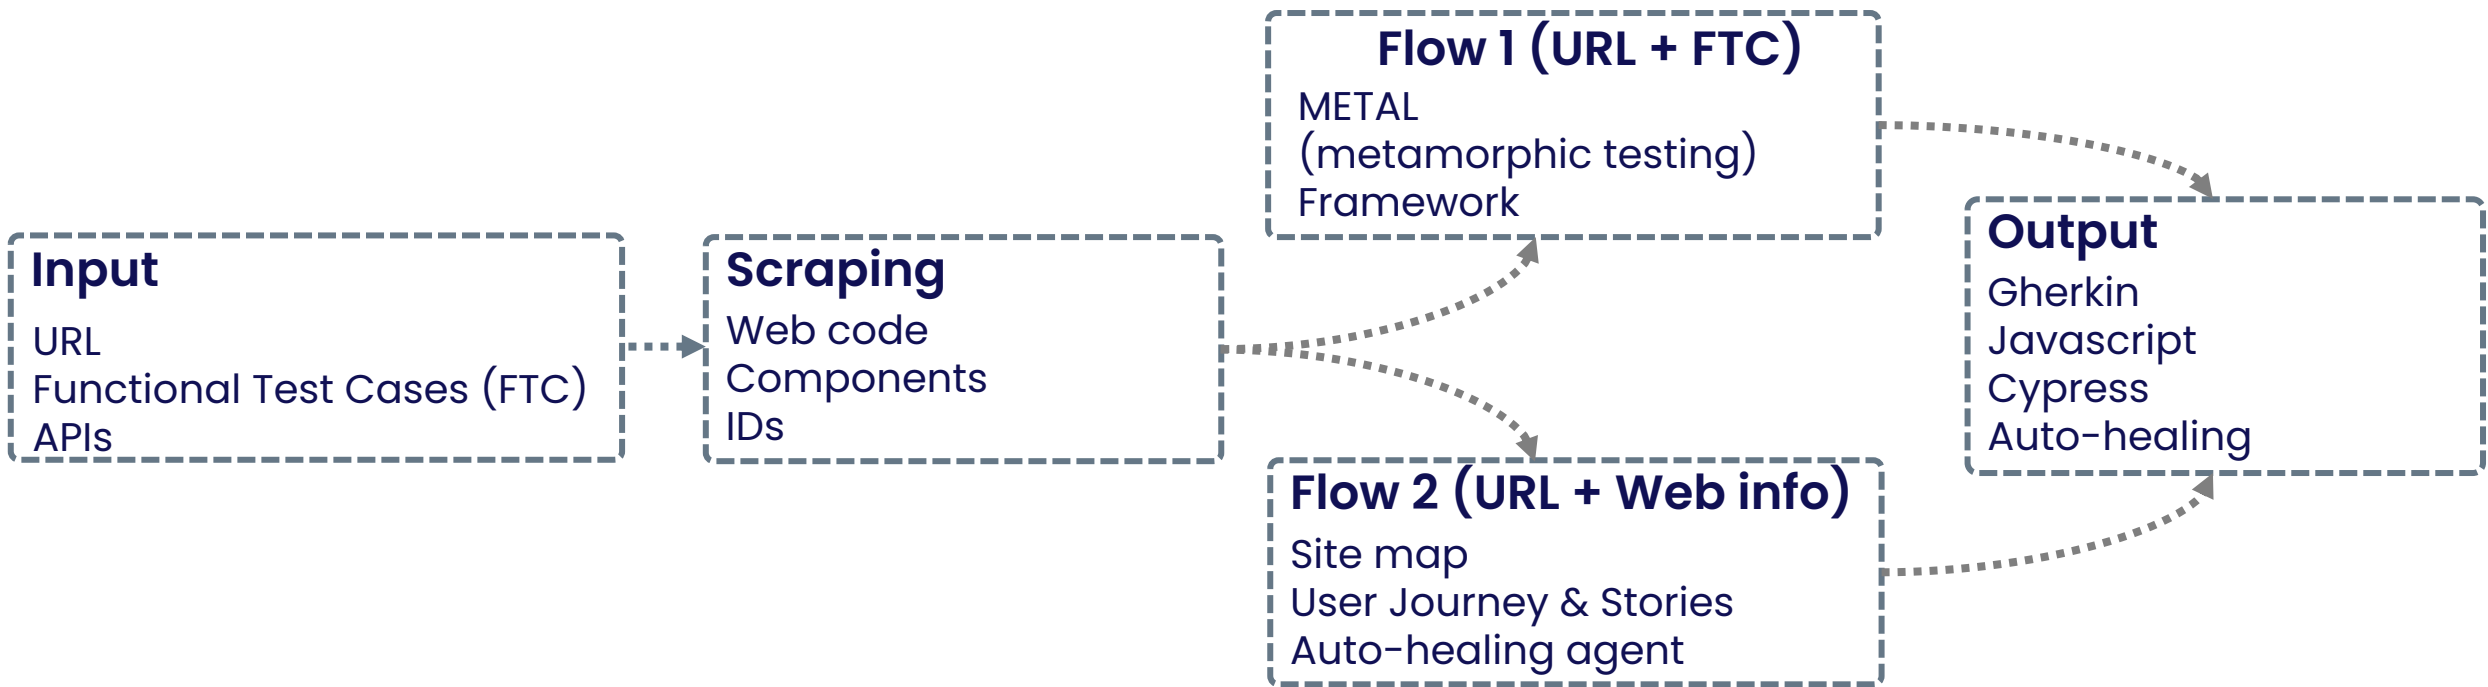 Input
URL
Functional Test Cases (FTC)
APIs
Scraping
Web code
Components
IDs
Flow 1 (URL + FTC)
METAL
(metamorphic testing)
Framework
Flow 2 (URL + Web info)
Site map
User Journey & Stories
Auto-healing agent
Output
Gherkin
Javascript
Cypress
Auto-healing